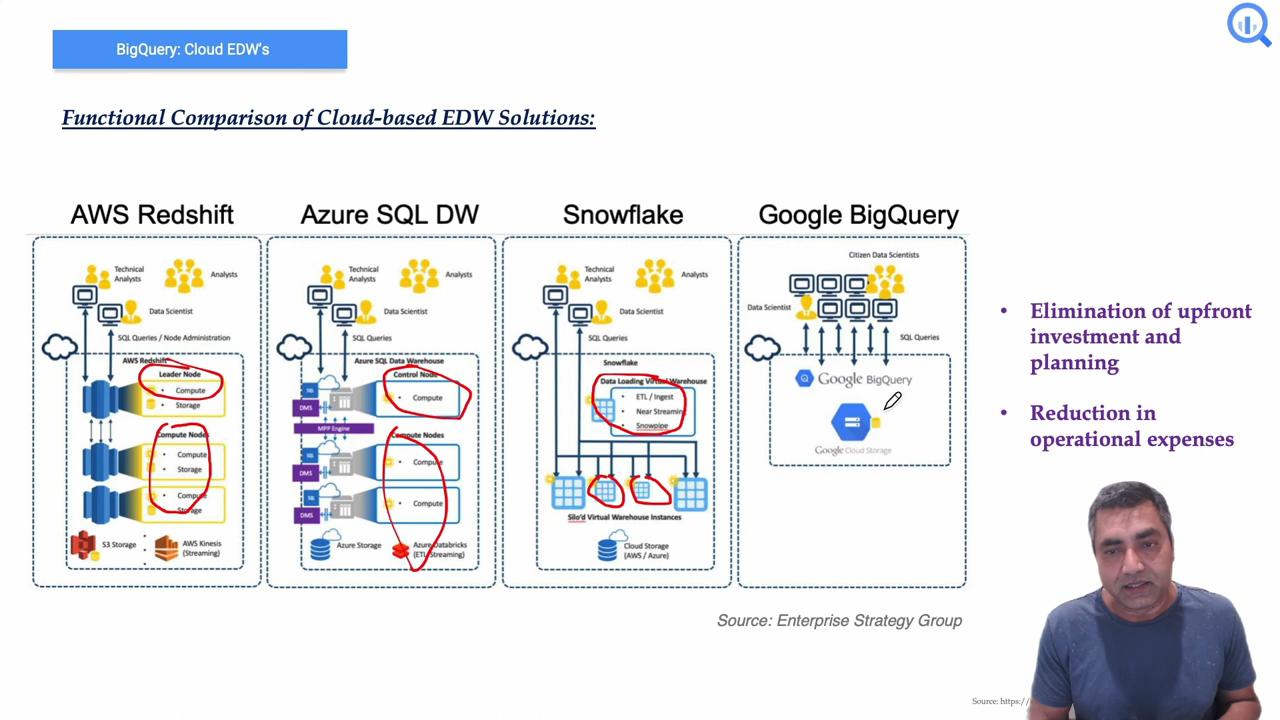 BigQuery: Cloud EDW's
Functional Comparison of Cloud-based EDW Solutions:
AWS Redshift
Technical
Analysts
Analysts
Data Scientist
SQL Queries / Node Administration
AWS Redshift
Leader Node
• Compute
• Storage
Compute Nodes
• Compute
• Storage
• Compute
• Storage
S3 Storage
AWS Kinesis
(Streaming)
Azure SQL DW
Technical
Analysts
Analysts
Data Scientist
SQL Queries
Azure SQL Data Warehouse
Control Node
SQL
DMS
• Compute
MPP Engine
Compute Nodes
SQL
DMS
• Compute
SQL
DMS
• Compute
Azure Storage
Azure Databricks
(ETL/Streaming)
Snowflake
Technical
Analysts
Analysts
Data Scientist
SQL Queries
Snowflake
Data Loading Virtual Warehouse
• ETL / Ingest
• Near Streaming
• Snowpipe
Silo'd Virtual Warehouse Instances
Cloud Storage
(AWS / Azure)
Google BigQuery
Citizen Data Scientists
Data Scientist
SQL Queries
Google BigQuery
Google Cloud Storage
• Elimination of upfront
investment and
planning
• Reduction in
operational expenses
Source: Enterprise Strategy Group
Source: https://